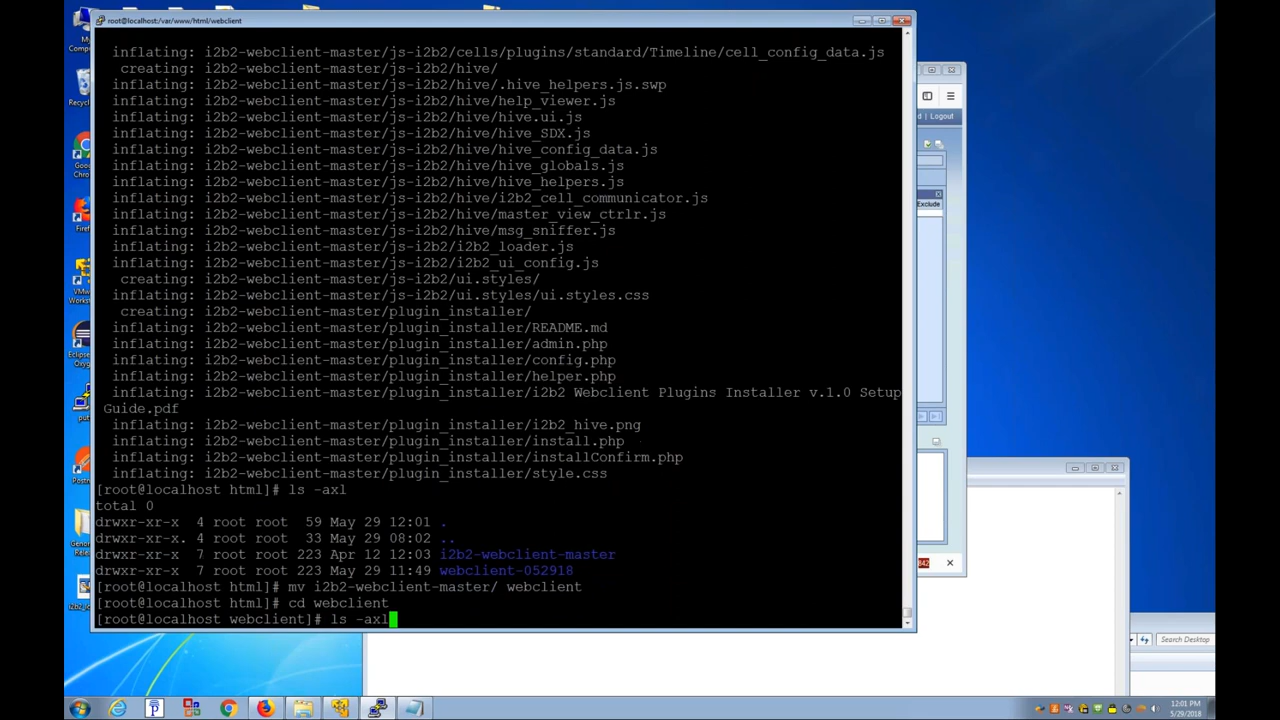 root@localhost:/var/www/html/webclient
inflating: i2b2-webclient-master/js-i2b2/cells/plugins/standard/Timeline/cell_config_data.js
creating: i2b2-webclient-master/js-i2b2/hive/
inflating: i2b2-webclient-master/js-i2b2/hive/.hive_helpers.js.swp
inflating: i2b2-webclient-master/js-i2b2/hive/help_viewer.js
inflating: i2b2-webclient-master/js-i2b2/hive/hive.ui.js
inflating: i2b2-webclient-master/js-i2b2/hive/hive_SDX.js
inflating: i2b2-webclient-master/js-i2b2/hive/hive_config_data.js
inflating: i2b2-webclient-master/js-i2b2/hive/hive_globals.js
inflating: i2b2-webclient-master/js-i2b2/hive/hive_helpers.js
inflating: i2b2-webclient-master/js-i2b2/hive/i2b2_cell_communicator.js
inflating: i2b2-webclient-master/js-i2b2/hive/master_view_ctrlr.js
inflating: i2b2-webclient-master/js-i2b2/hive/msg_sniffer.js
inflating: i2b2-webclient-master/js-i2b2/i2b2_loader.js
inflating: i2b2-webclient-master/js-i2b2/i2b2_ui_config.js
creating: i2b2-webclient-master/js-i2b2/ui.styles/
inflating: i2b2-webclient-master/js-i2b2/ui.styles/ui.styles.css
creating: i2b2-webclient-master/plugin_installer/
inflating: i2b2-webclient-master/plugin_installer/README.md
inflating: i2b2-webclient-master/plugin_installer/admin.php
inflating: i2b2-webclient-master/plugin_installer/config.php
inflating: i2b2-webclient-master/plugin_installer/helper.php
inflating: i2b2-webclient-master/plugin_installer/i2b2 Webclient Plugins Installer v.1.0 Setup
Guide.pdf
inflating: i2b2-webclient-master/plugin_installer/i2b2_hive.png
inflating: i2b2-webclient-master/plugin_installer/install.php
inflating: i2b2-webclient-master/plugin_installer/installConfirm.php
inflating: i2b2-webclient-master/plugin_installer/style.css
[root@localhost html]# ls -axl
total 0
drwxr-xr-x 4 root root 59 May 29 12:01 .
drwxr-xr-x. 4 root root 33 May 29 08:02 ..
drwxr-xr-x 7 root root 223 Apr 12 12:03 i2b2-webclient-master
drwxr-xr-x 7 root root 223 May 29 11:49 webclient-052918
[root@localhost html]# mv i2b2-webclient-master/ webclient
[root@localhost html]# cd webclient
[root@localhost webclient]# ls -axl
| Logout
Exclude
Search Desktop
12:01 PM
5/29/2018